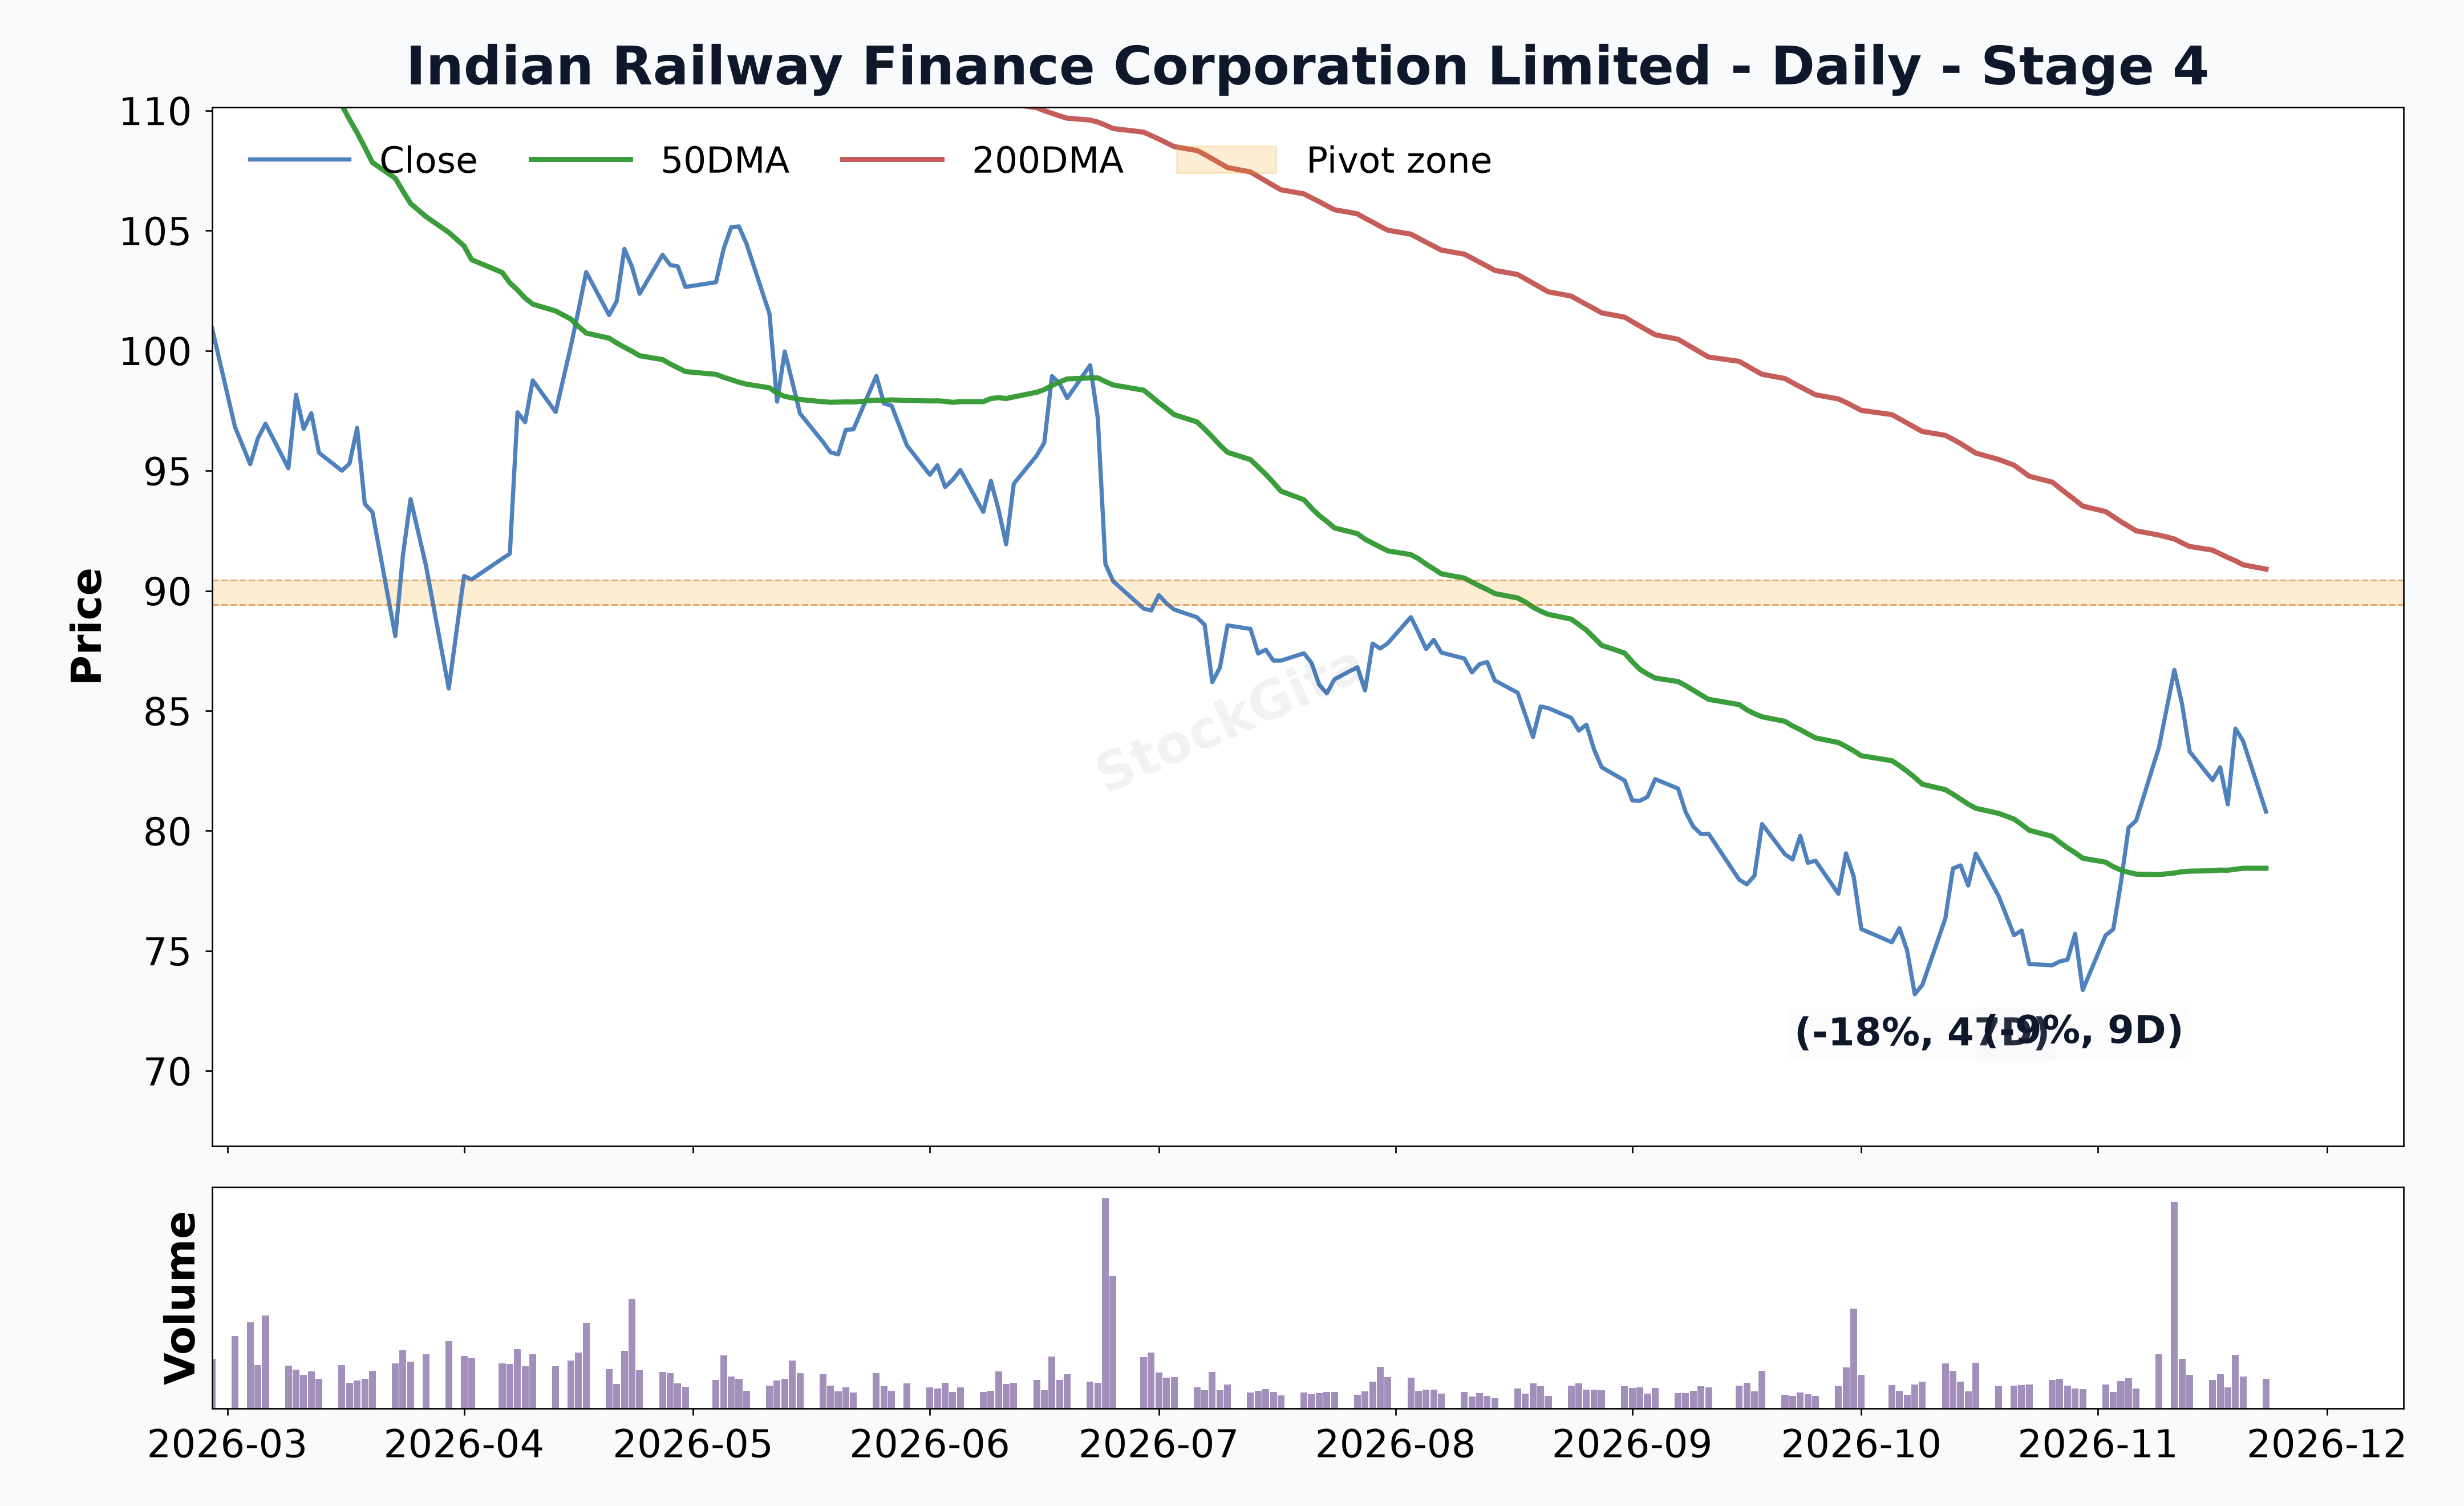 Indian Railway Finance Corporation Limited - Daily - Stage 4
Close 50DMA 200DMA Pivot zone
110
105
100
95
90
85
80
75
70
Price
StockGita
(-18%, 47D) (-9%, 9D)
Volume
2026-03 2026-04 2026-05 2026-06 2026-07 2026-08 2026-09 2026-10 2026-11 2026-12